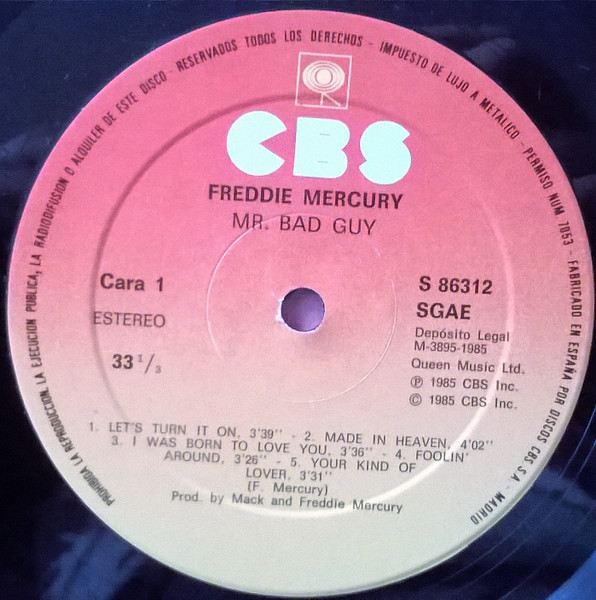 PROHIBIDA LA REPRODUCCION, LA EJECUCION PUBLICA, LA RADIODIFUSION O ALQUILER DE ESTE DISCO - RESERVADOS TODOS LOS DERECHOS - IMPUESTO DE LUJO A METALICO - PERMISO NUM 7053 - FABRICADO EN ESPAÑA POR DISCOS CBS S.A. - MADRID
CBS
FREDDIE MERCURY
MR. BAD GUY
Cara 1
ESTEREO
33 1/3
S 86312
SGAE
Depósito Legal
M-3895-1985
Queen Music Ltd.
Ⓟ 1985 CBS Inc.
© 1985 CBS Inc.
1. LET'S TURN IT ON, 3'39'' - 2. MADE IN HEAVEN, 4'02''
3. I WAS BORN TO LOVE YOU, 3'36'' - 4. FOOLIN'
AROUND, 3'26'' - 5. YOUR KIND OF
LOVER, 3'31''
(F. Mercury)
Prod. by Mack and Freddie Mercury